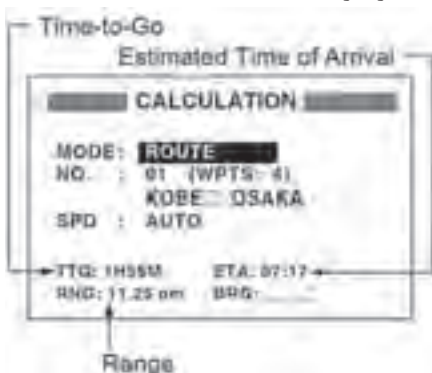 Time-to-Go
Estimated Time of Arrival
CALCULATION
MODE: ROUTE
NO. : 01 (WPTS: 4)
KOBE OSAKA
SPD : AUTO
TTG: 1H55M ETA: 07:17
RNG: 11.25 nm BRG:
Range